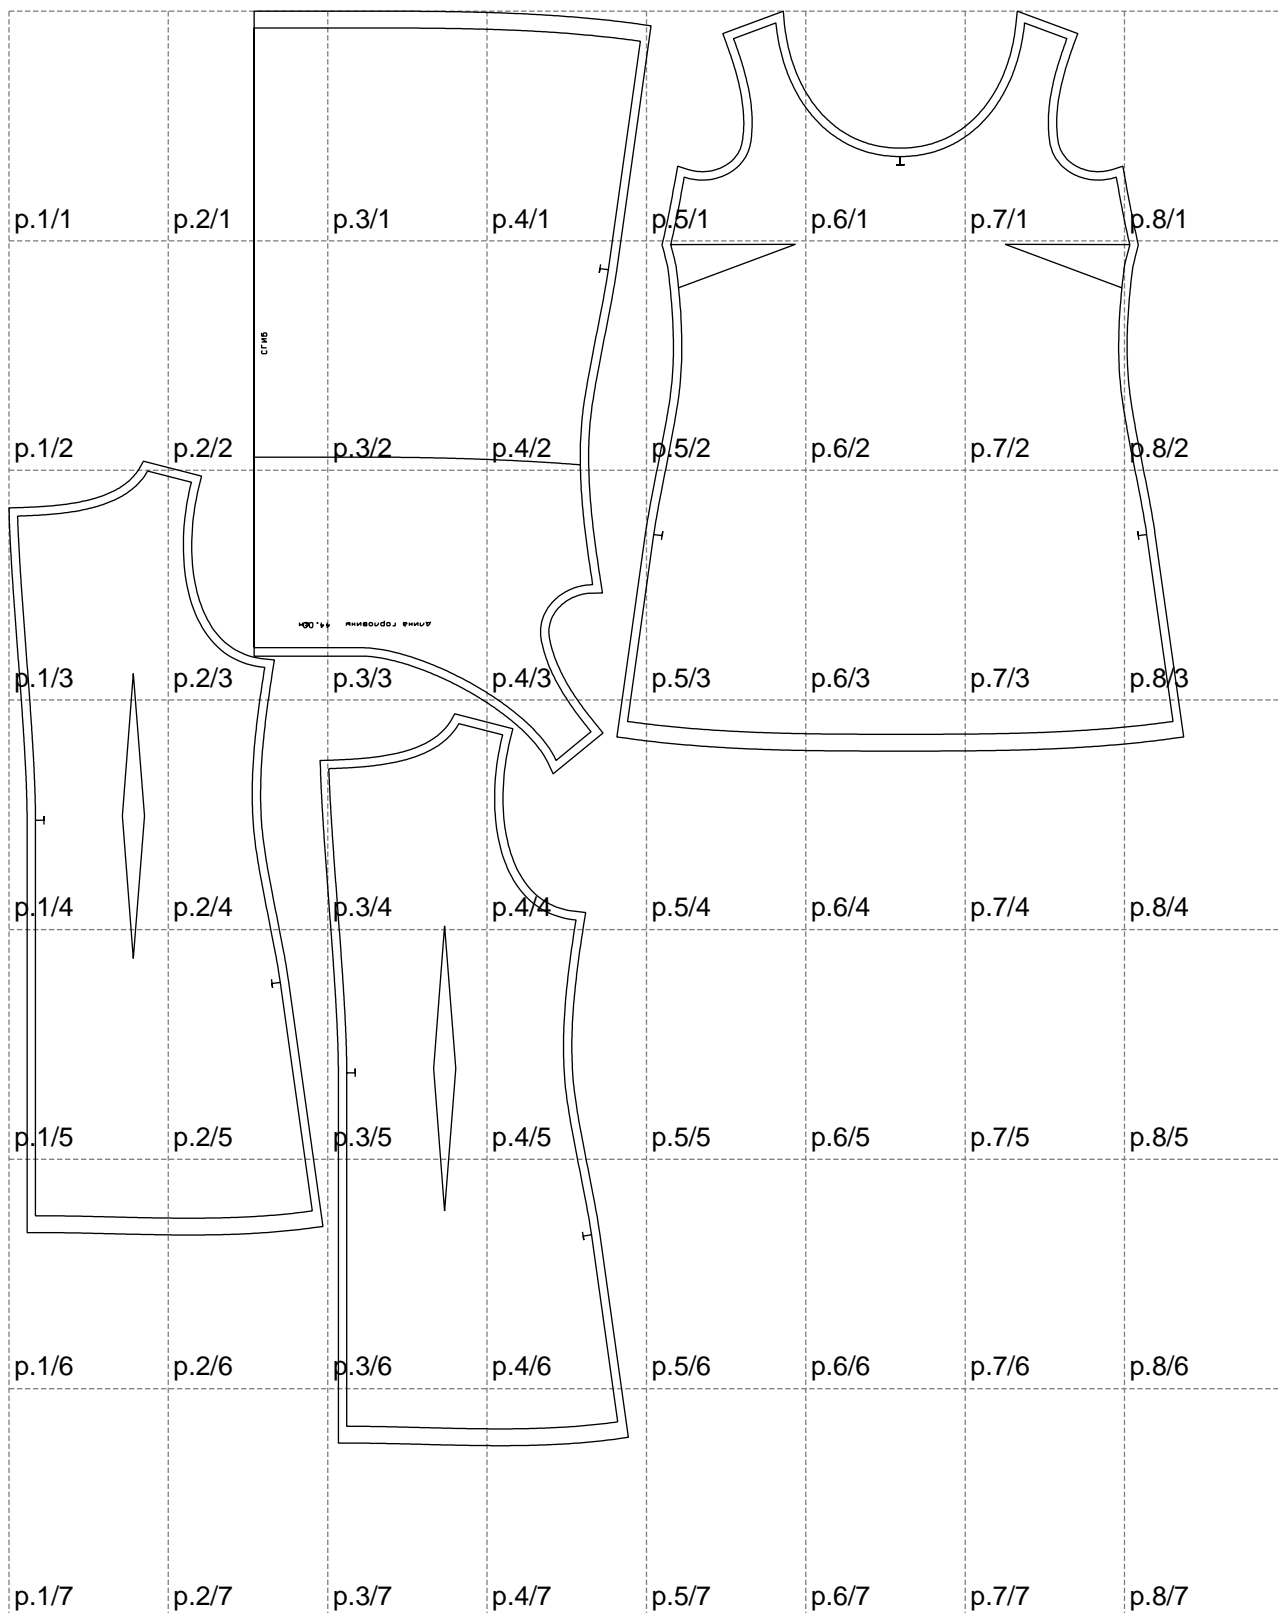 p.1/1 p.2/1 p.3/1 p.4/1 p.5/1 p.6/1 p.7/1 p.8/1
сгиб
p.1/2 p.2/2 p.3/2 p.4/2 p.5/2 p.6/2 p.7/2 p.8/2
длина горловины 44.00
p.1/3 p.2/3 p.3/3 p.4/3 p.5/3 p.6/3 p.7/3 p.8/3
p.1/4 p.2/4 p.3/4 p.4/4 p.5/4 p.6/4 p.7/4 p.8/4
p.1/5 p.2/5 p.3/5 p.4/5 p.5/5 p.6/5 p.7/5 p.8/5
p.1/6 p.2/6 p.3/6 p.4/6 p.5/6 p.6/6 p.7/6 p.8/6
p.1/7 p.2/7 p.3/7 p.4/7 p.5/7 p.6/7 p.7/7 p.8/7